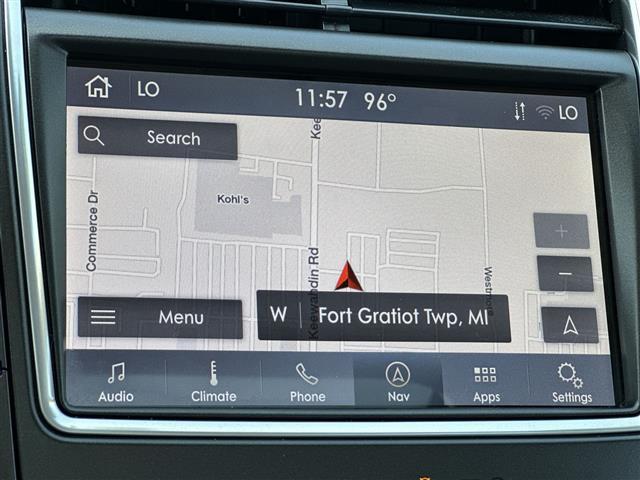 LO
11:57 96°
LO
Search
Kohl's
Commerce Dr
Keewahdin Rd
W
Fort Gratiot Twp, MI
+
−
Menu
Audio
Climate
Phone
Nav
Apps
Settings